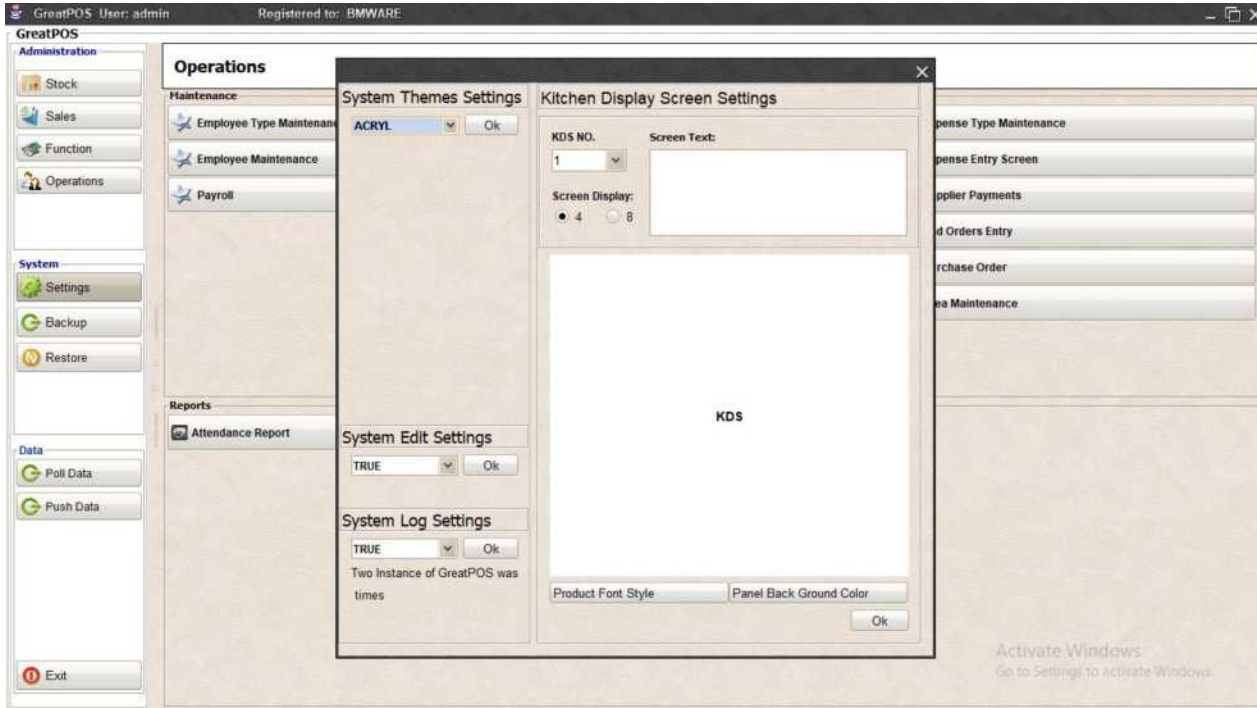 GreatPOS User: admin Registered to: BMWARE
GreatPOS
Administration
Stock
Sales
Function
Operations
System
Settings
Backup
Restore
Data
Poll Data
Push Data
Exit
Operations
Maintenance
Employee Type Maintenan
Employee Maintenance
Payroll
Reports
Attendance Report
System Themes Settings
ACRYL Ok
System Edit Settings
TRUE Ok
System Log Settings
TRUE Ok
Two Instance of GreatPOS was
times
Kitchen Display Screen Settings
KDS NO. Screen Text:
1
Screen Display:
4 8
KDS
Product Font Style Panel Back Ground Color
Ok
pense Type Maintenance
pense Entry Screen
pplier Payments
d Orders Entry
rchase Order
ea Maintenance
Activate Windows
Go to Settings to activate Windows.